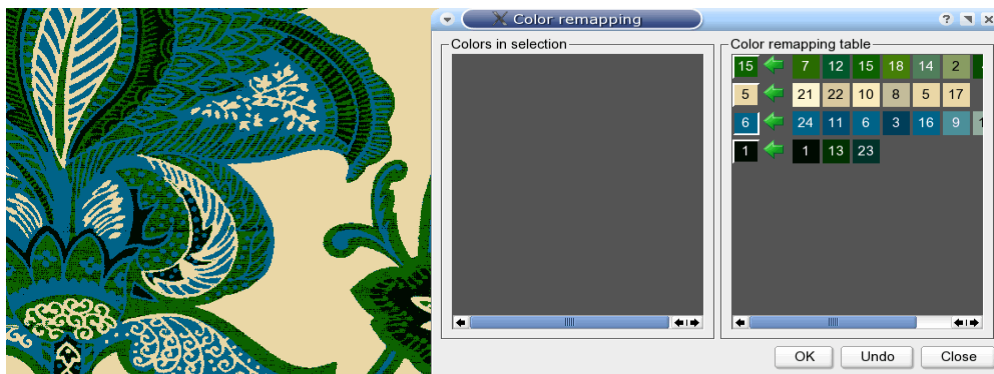 Color remapping ?
Colors in selection
Color remapping table
15 7 12 15 18 14 2
5 21 22 10 8 5 17
6 24 11 6 3 16 9
1 1 13 23
OK Undo Close